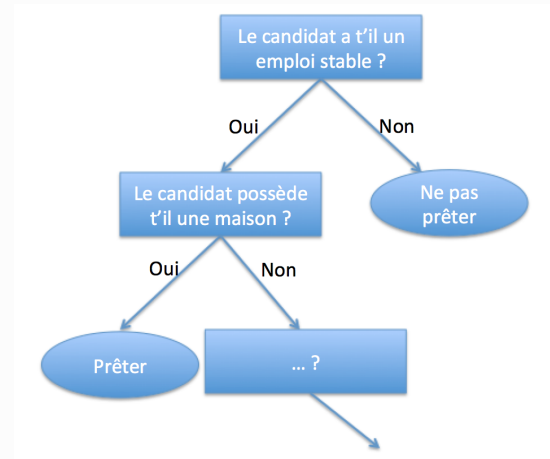 Le candidat a t’il un
emploi stable ?
Oui
Non
Le candidat possède
t’il une maison ?
Ne pas
prêter
Oui
Non
Prêter
... ?